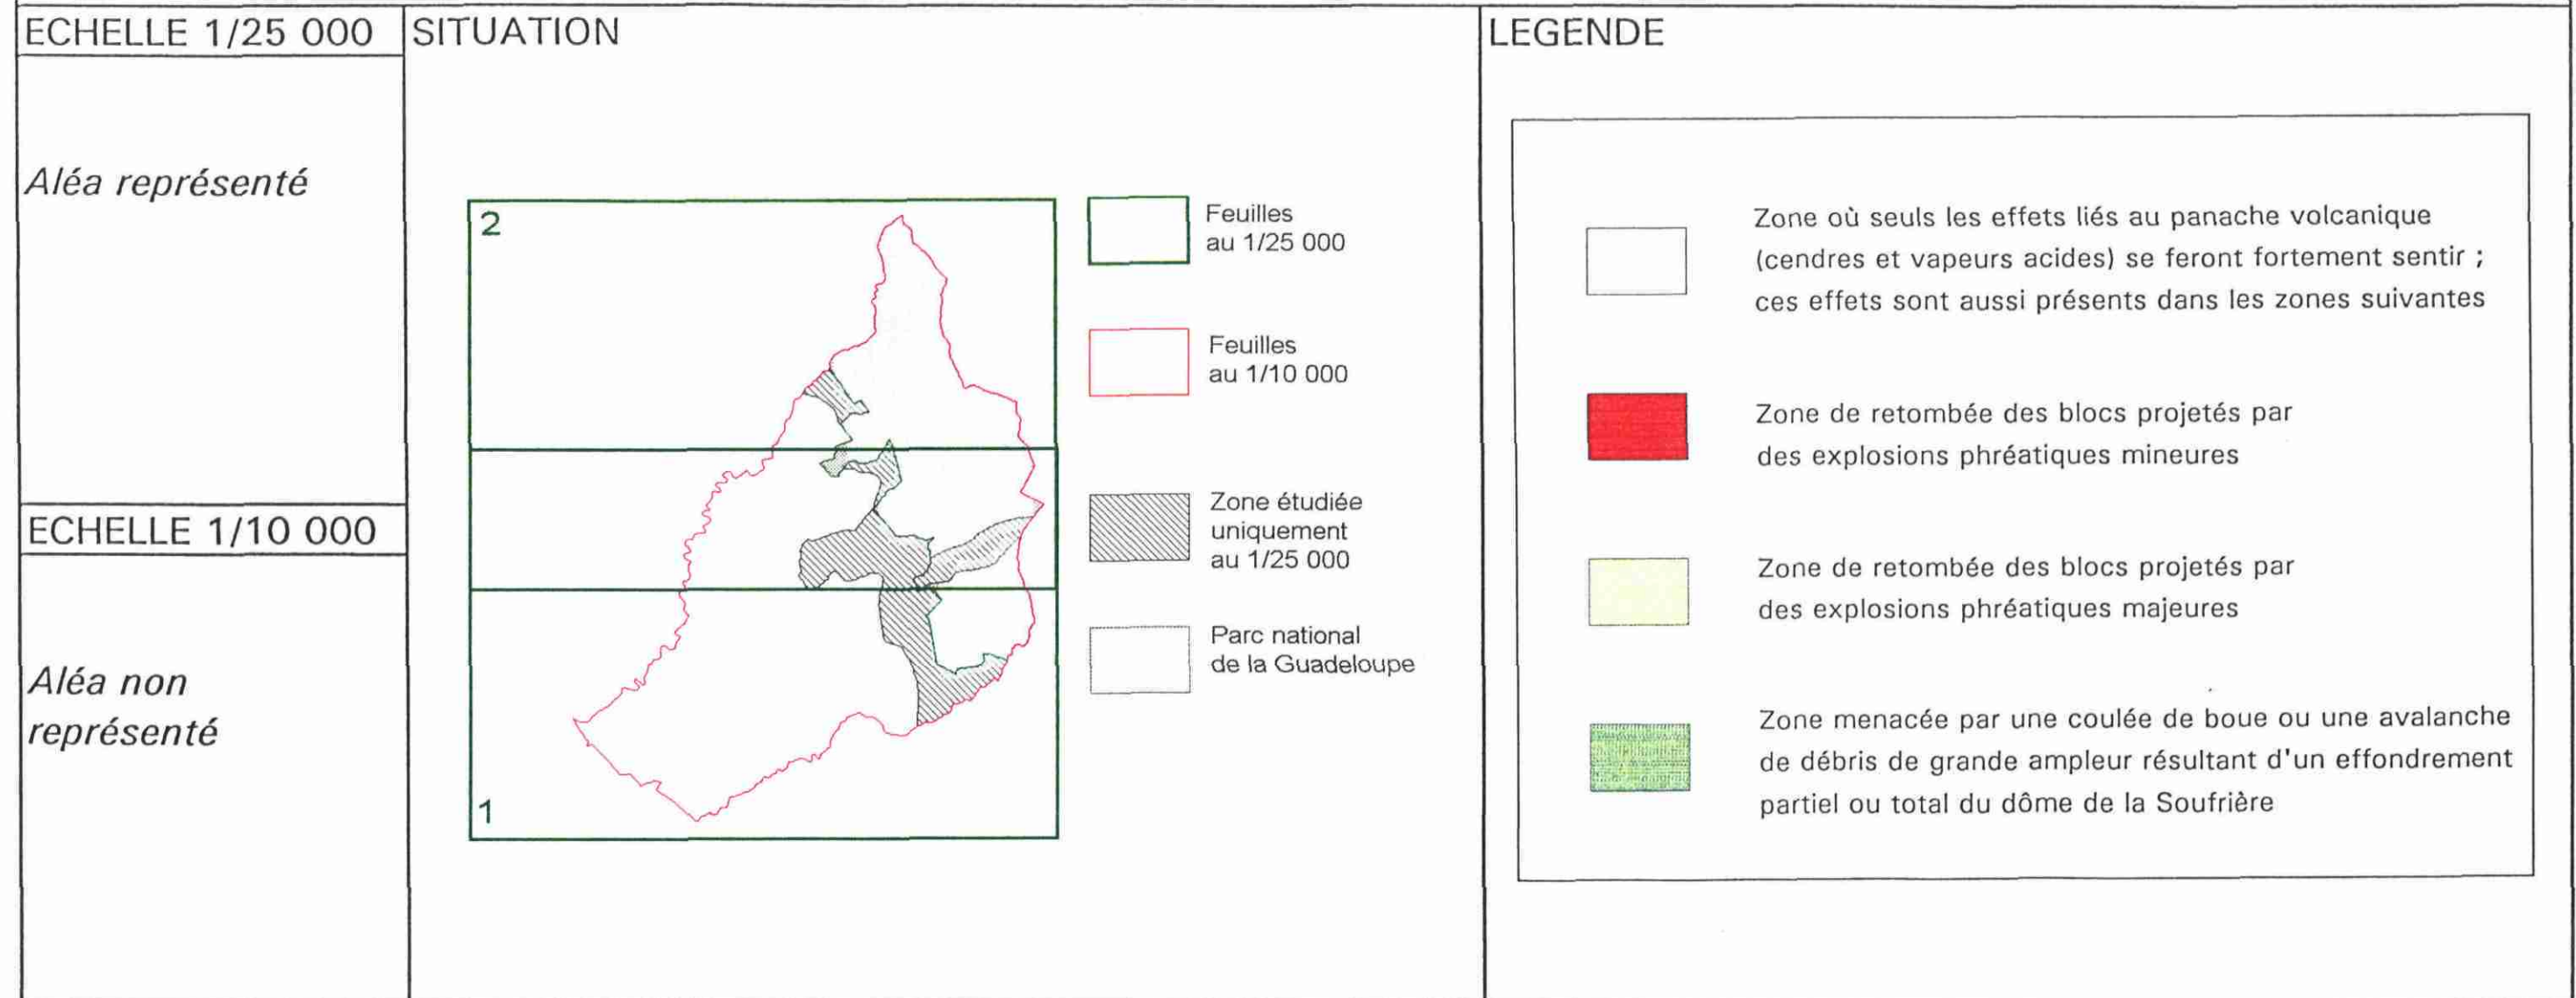 ECHELLE 1/25 000
Aléa représenté
ECHELLE 1/10 000
Aléa non
représenté
SITUATION
2
1
Feuilles
au 1/25 000
Feuilles
au 1/10 000
Zone étudiée
uniquement
au 1/25 000
Parc national
de la Guadeloupe
LEGENDE
Zone où seuls les effets liés au panache volcanique
(cendres et vapeurs acides) se feront fortement sentir ;
ces effets sont aussi présents dans les zones suivantes
Zone de retombée des blocs projetés par
des explosions phréatiques mineures
Zone de retombée des blocs projetés par
des explosions phréatiques majeures
Zone menacée par une coulée de boue ou une avalanche
de débris de grande ampleur résultant d'un effondrement
partiel ou total du dôme de la Soufrière